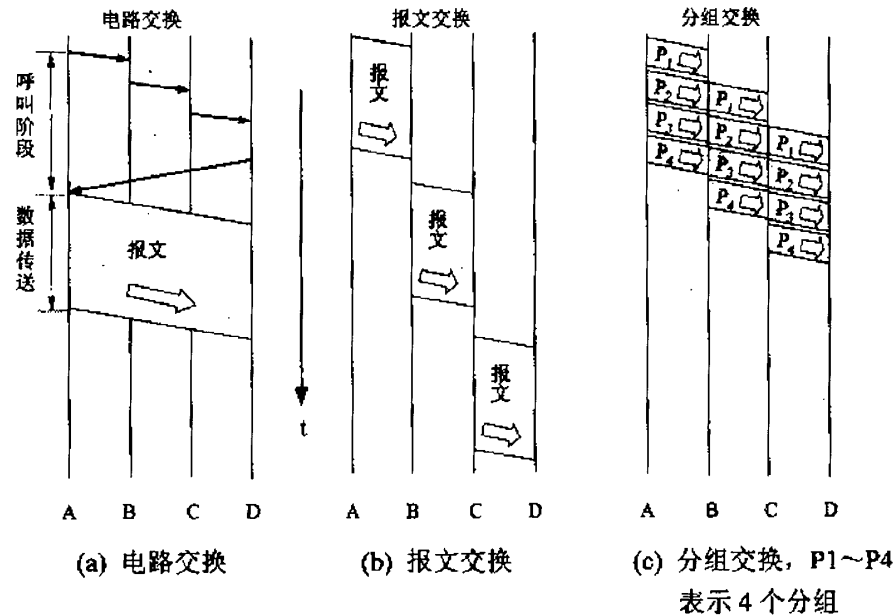 电路交换
报文交换
分组交换
呼叫阶段
数据传送
报文
t
报文
报文
报文
P1
P2
P1
P3
P2
P1
P4
P3
P2
P4
P3
P4
A B C D
A B C D
A B C D
(a) 电路交换
(b) 报文交换
(c) 分组交换，P1～P4
表示 4 个分组